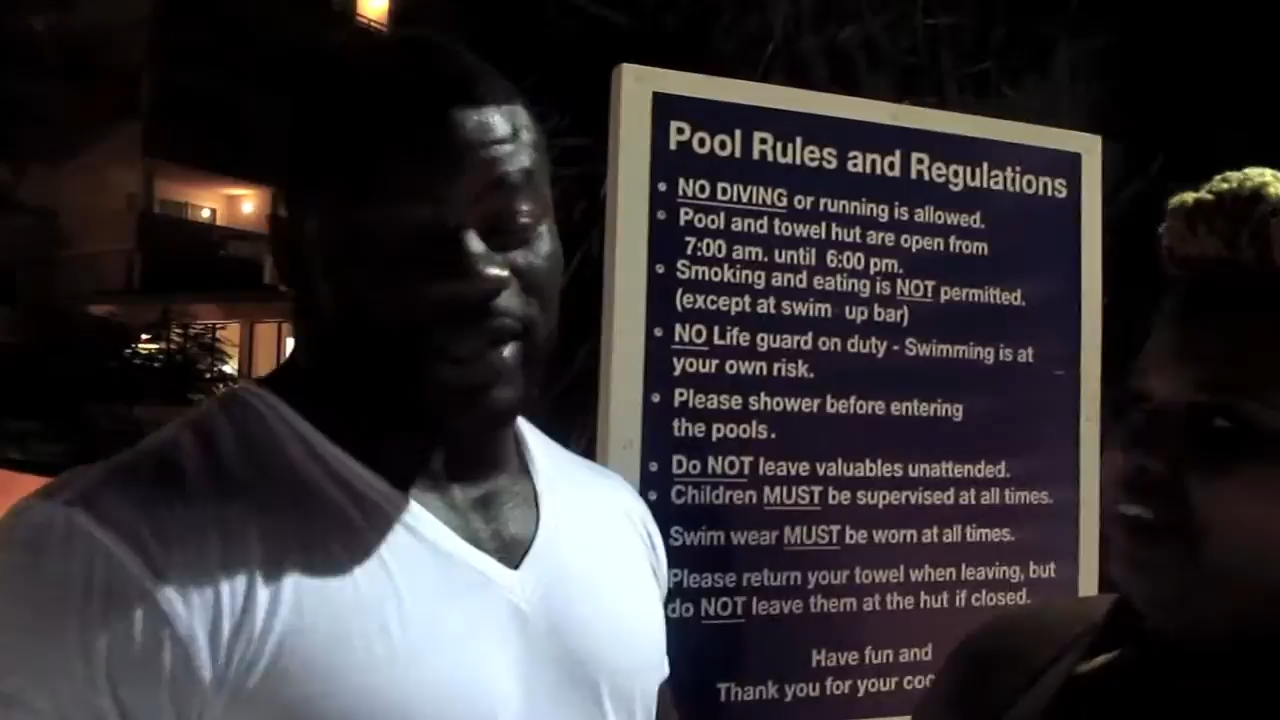 Pool Rules and Regulations
• NO DIVING or running is allowed.
• Pool and towel hut are open from
7:00 am. until 6:00 pm.
• Smoking and eating is NOT permitted.
(except at swim up bar)
• NO Life guard on duty - Swimming is at
your own risk.
• Please shower before entering
the pools.
• Do NOT leave valuables unattended.
• Children MUST be supervised at all times.
Swim wear MUST be worn at all times.
Please return your towel when leaving, but
do NOT leave them at the hut if closed.
Have fun and
Thank you for your